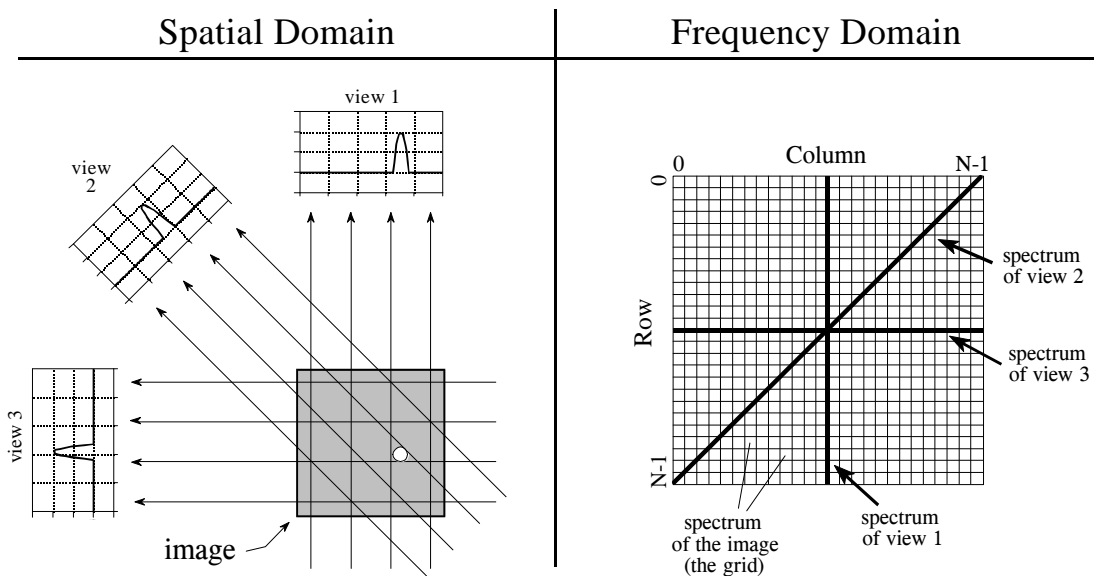 Spatial Domain
Frequency Domain
view 1
view
2
view 3
image
0
Column
N-1
0
Row
N-1
spectrum
of view 2
spectrum
of view 3
spectrum
of view 1
spectrum
of the image
(the grid)